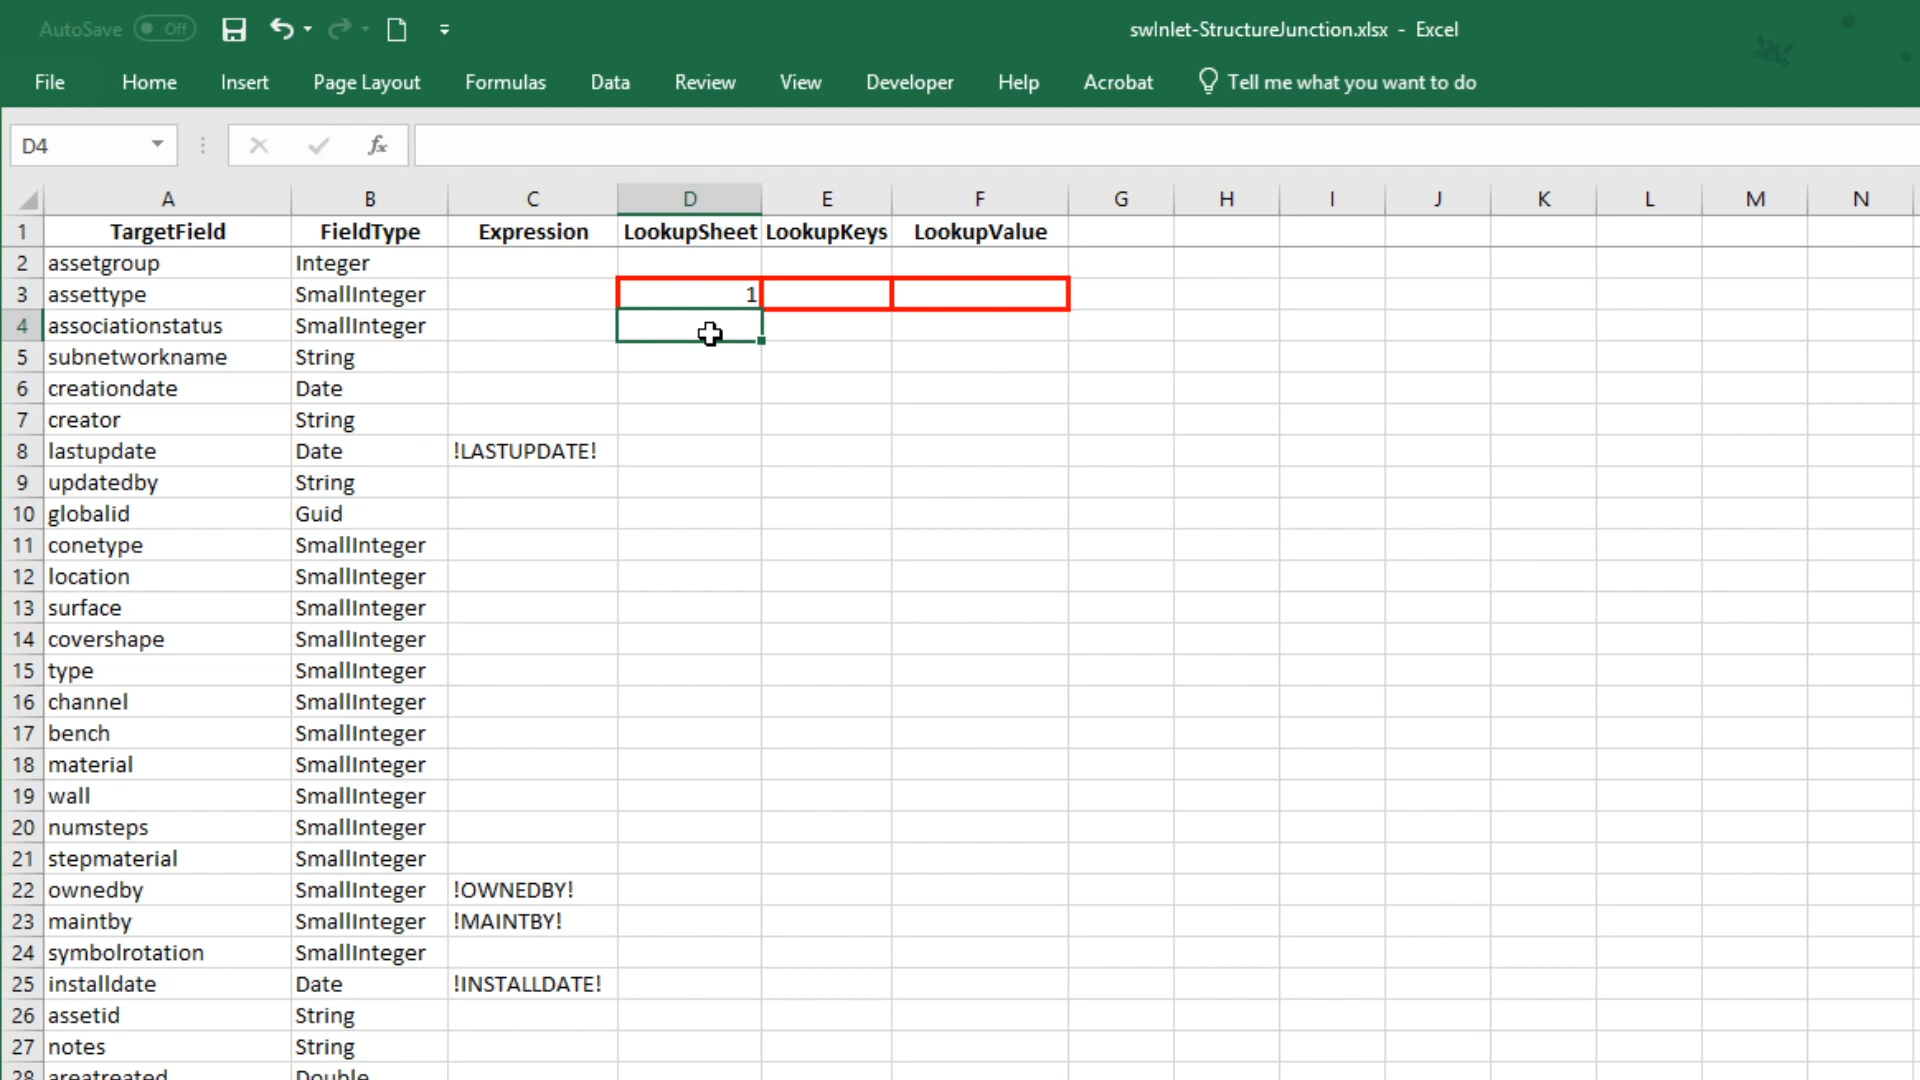 AutoSave Off
swInlet-StructureJunction.xlsx - Excel
File Home Insert Page Layout Formulas Data Review View Developer Help Acrobat Tell me what you want to do
D4 fx
A B C D E F G H I J K L M N
1 TargetField FieldType Expression LookupSheet LookupKeys LookupValue
2 assetgroup Integer
3 assettype SmallInteger 1
4 associationstatus SmallInteger
5 subnetworkname String
6 creationdate Date
7 creator String
8 lastupdate Date !LASTUPDATE!
9 updatedby String
10 globalid Guid
11 conetype SmallInteger
12 location SmallInteger
13 surface SmallInteger
14 covershape SmallInteger
15 type SmallInteger
16 channel SmallInteger
17 bench SmallInteger
18 material SmallInteger
19 wall SmallInteger
20 numsteps SmallInteger
21 stepmaterial SmallInteger
22 ownedby SmallInteger !OWNEDBY!
23 maintby SmallInteger !MAINTBY!
24 symbolrotation SmallInteger
25 installdate Date !INSTALLDATE!
26 assetid String
27 notes String
28 areatreated Double